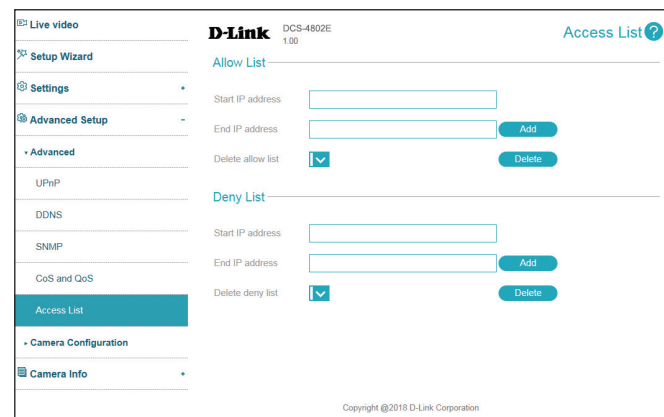 Live video
Setup Wizard
Settings +
Advanced Setup -
Advanced
UPnP
DDNS
SNMP
CoS and QoS
Access List
Camera Configuration
Camera Info +
D-Link DCS-4802E
1.00
Access List ?
Allow List
Start IP address
End IP address Add
Delete allow list Delete
Deny List
Start IP address
End IP address Add
Delete deny list Delete
Copyright @2018 D-Link Corporation